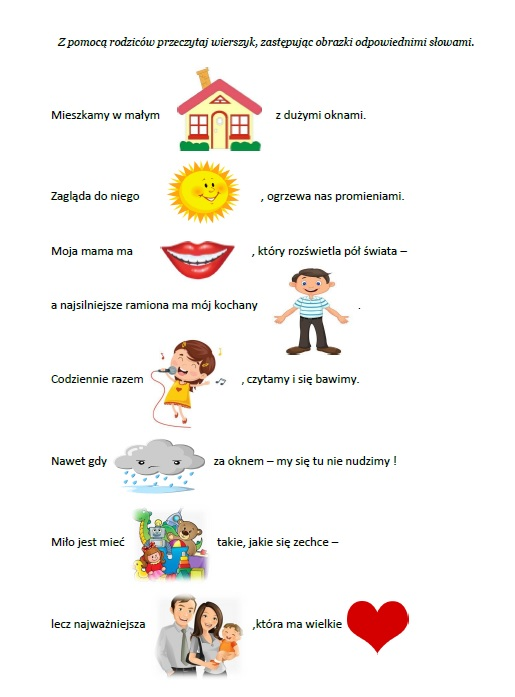 Z pomocą rodziców przeczytaj wierszyk, zastępując obrazki odpowiednimi słowami.
Mieszkamy w małym z dużymi oknami.
Zagląda do niego , ogrzewa nas promieniami.
Moja mama ma , który rozświetla pół świata –
a najsilniejsze ramiona ma mój kochany .
Codziennie razem , czytamy i się bawimy.
Nawet gdy za oknem – my się tu nie nudzimy !
Miło jest mieć takie, jakie się zechce –
lecz najważniejsza ,która ma wielkie